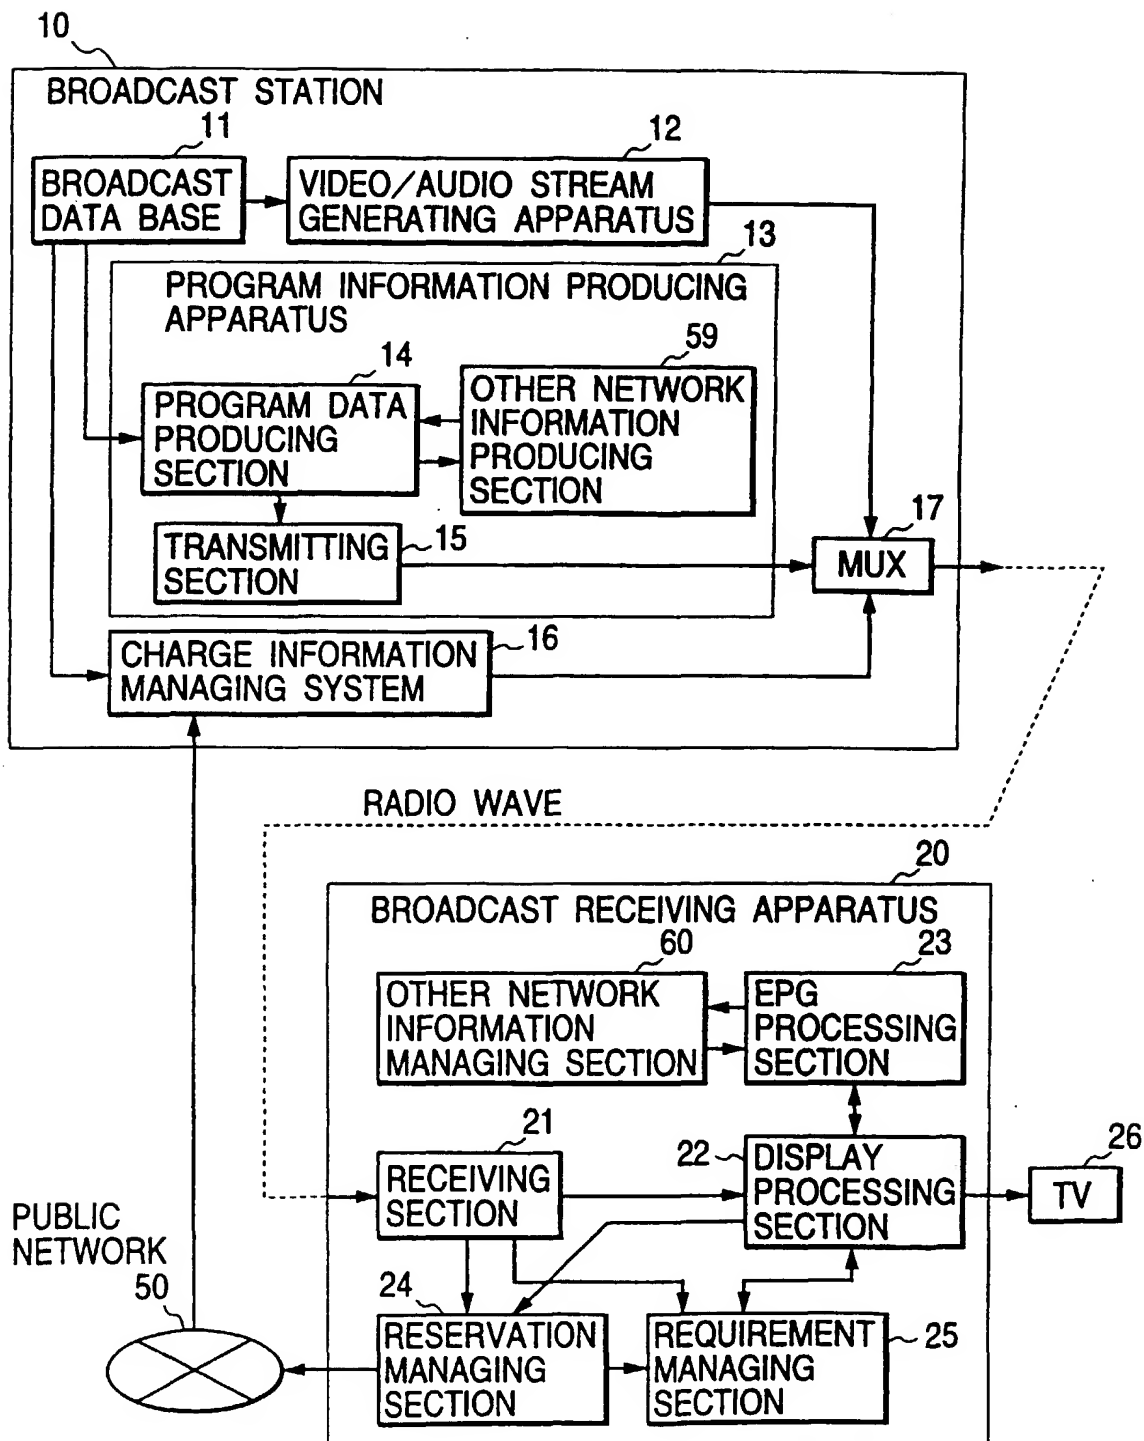 10
BROADCAST STATION
11
12
BROADCAST
DATA BASE
VIDEO/AUDIO STREAM
GENERATING APPARATUS
13
PROGRAM INFORMATION PRODUCING
APPARATUS
14
59
PROGRAM DATA
PRODUCING
SECTION
OTHER NETWORK
INFORMATION
PRODUCING
SECTION
15
TRANSMITTING
SECTION
17
MUX
16
CHARGE INFORMATION
MANAGING SYSTEM
RADIO WAVE
20
BROADCAST RECEIVING APPARATUS
60
23
OTHER NETWORK
INFORMATION
MANAGING SECTION
EPG
PROCESSING
SECTION
21
22
RECEIVING
SECTION
DISPLAY
PROCESSING
SECTION
26
TV
PUBLIC
NETWORK
50
24
RESERVATION
MANAGING
SECTION
REQUIREMENT
MANAGING
SECTION
25